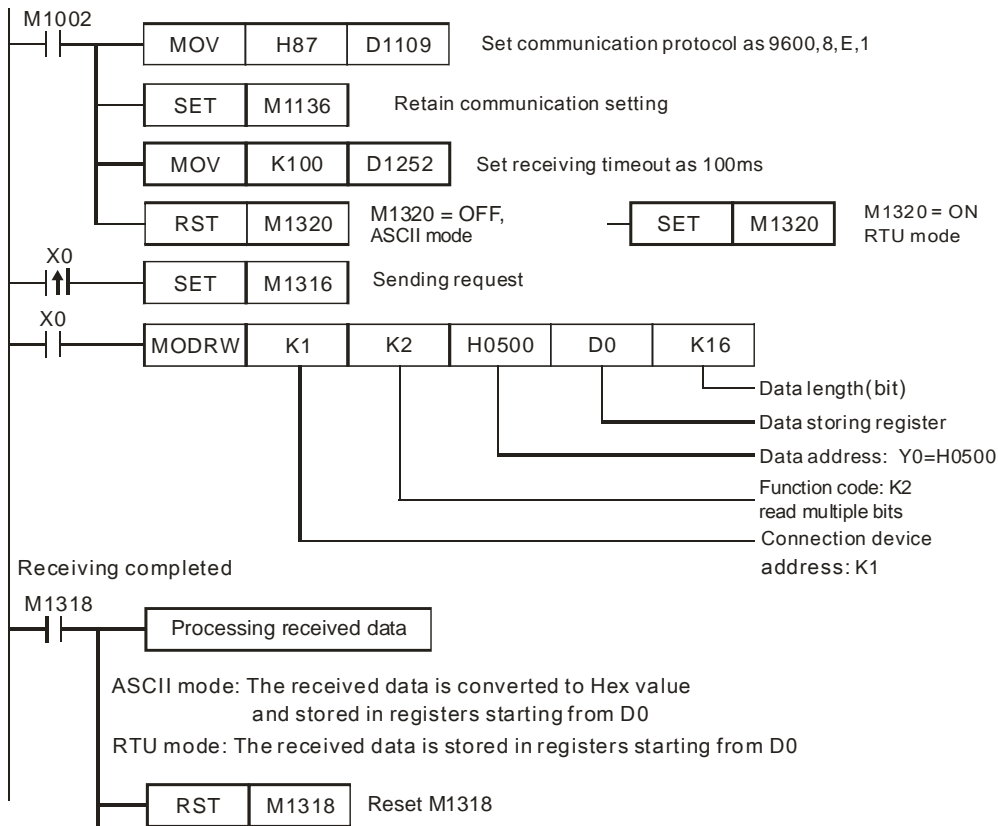 M1002
MOV H87 D1109 Set communication protocol as 9600,8,E,1
SET M1136 Retain communication setting
MOV K100 D1252 Set receiving timeout as 100ms
RST M1320 M1320 = OFF,
ASCII mode
SET M1320 M1320 = ON
RTU mode
X0
SET M1316 Sending request
X0
MODRW K1 K2 H0500 D0 K16
Data length(bit)
Data storing register
Data address: Y0=H0500
Function code: K2
read multiple bits
Connection device
address: K1
Receiving completed
M1318
Processing received data
ASCII mode: The received data is converted to Hex value
and stored in registers starting from D0
RTU mode: The received data is stored in registers starting from D0
RST M1318 Reset M1318